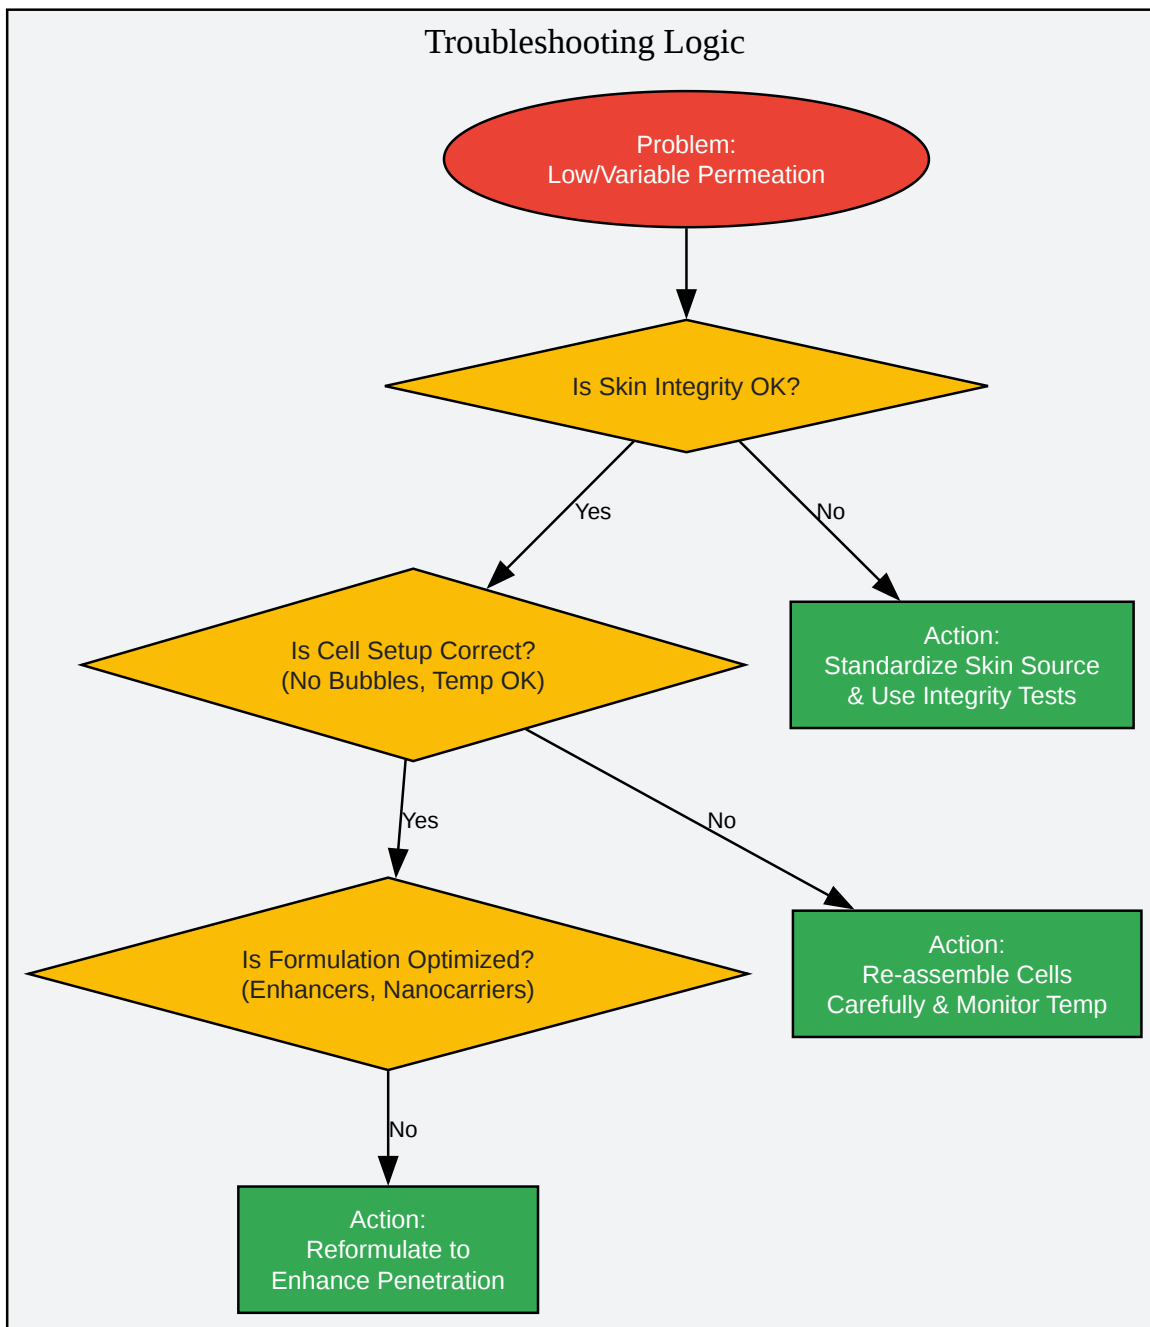 Troubleshooting Logic
Problem:
Low/Variable Permeation
Is Skin Integrity OK?
Yes
No
Is Cell Setup Correct?
(No Bubbles, Temp OK)
Action:
Standardize Skin Source
& Use Integrity Tests
Yes
No
Is Formulation Optimized?
(Enhancers, Nanocarriers)
Action:
Re-assemble Cells
Carefully & Monitor Temp
No
Action:
Reformulate to
Enhance Penetration